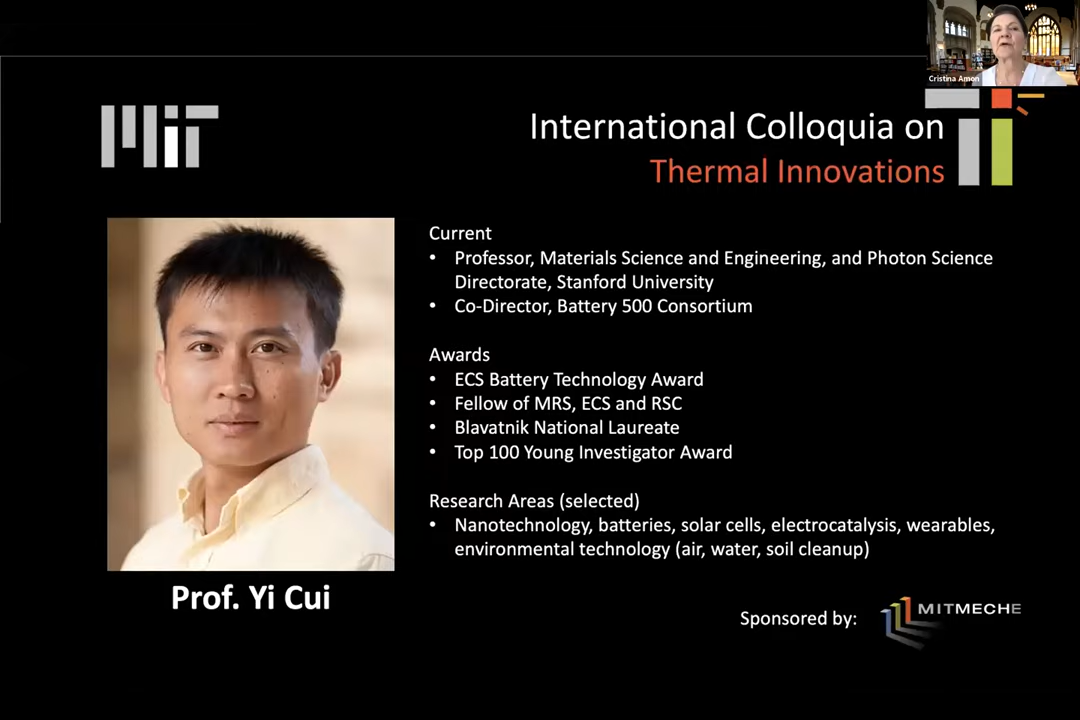 Cristina Amon
MIT
International Colloquia on
Thermal Innovations
Current
• Professor, Materials Science and Engineering, and Photon Science
Directorate, Stanford University
• Co-Director, Battery 500 Consortium
Awards
• ECS Battery Technology Award
• Fellow of MRS, ECS and RSC
• Blavatnik National Laureate
• Top 100 Young Investigator Award
Research Areas (selected)
• Nanotechnology, batteries, solar cells, electrocatalysis, wearables,
environmental technology (air, water, soil cleanup)
Prof. Yi Cui
Sponsored by:
MITMECHE